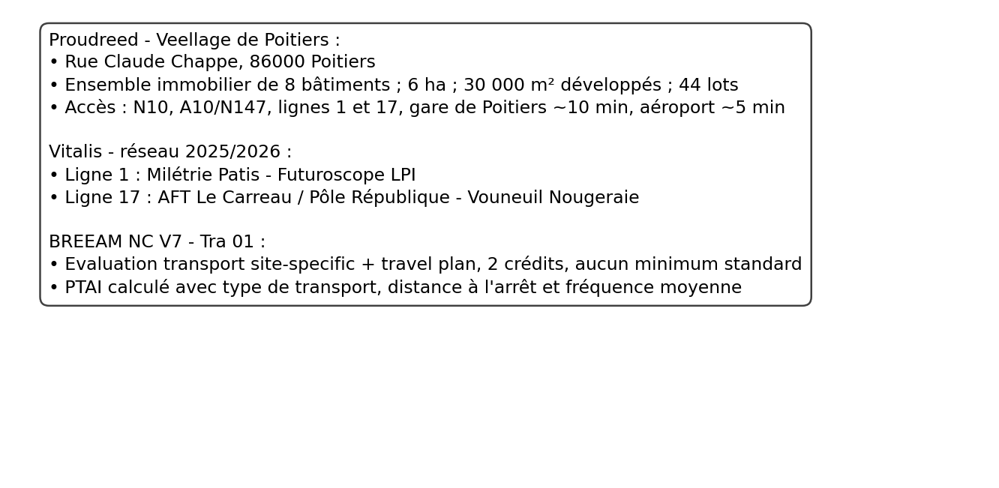 Proudreed - Veellage de Poitiers :
• Rue Claude Chappe, 86000 Poitiers
• Ensemble immobilier de 8 bâtiments ; 6 ha ; 30 000 m² développés ; 44 lots
• Accès : N10, A10/N147, lignes 1 et 17, gare de Poitiers ~10 min, aéroport ~5 min
Vitalis - réseau 2025/2026 :
• Ligne 1 : Milétrie Patis - Futuroscope LPI
• Ligne 17 : AFT Le Carreau / Pôle République - Vouneuil Nougeraie
BREEAM NC V7 - Tra 01 :
• Evaluation transport site-specific + travel plan, 2 crédits, aucun minimum standard
• PTAI calculé avec type de transport, distance à l'arrêt et fréquence moyenne